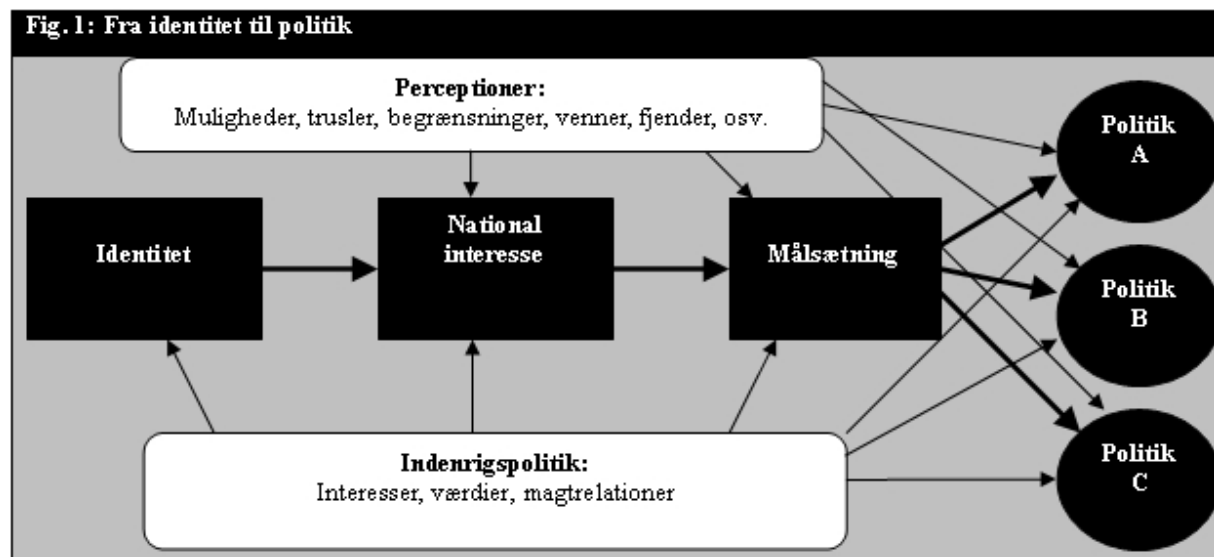 Fig. 1: Fra identitet til politik
Perceptioner:
Muligheder, trusler, begrænsninger, venner, fjender, osv.
Politik
A
Identitet
National
interesse
Målsætning
Politik
B
Indenrigspolitik:
Interesser, værdier, magtrelationer
Politik
C